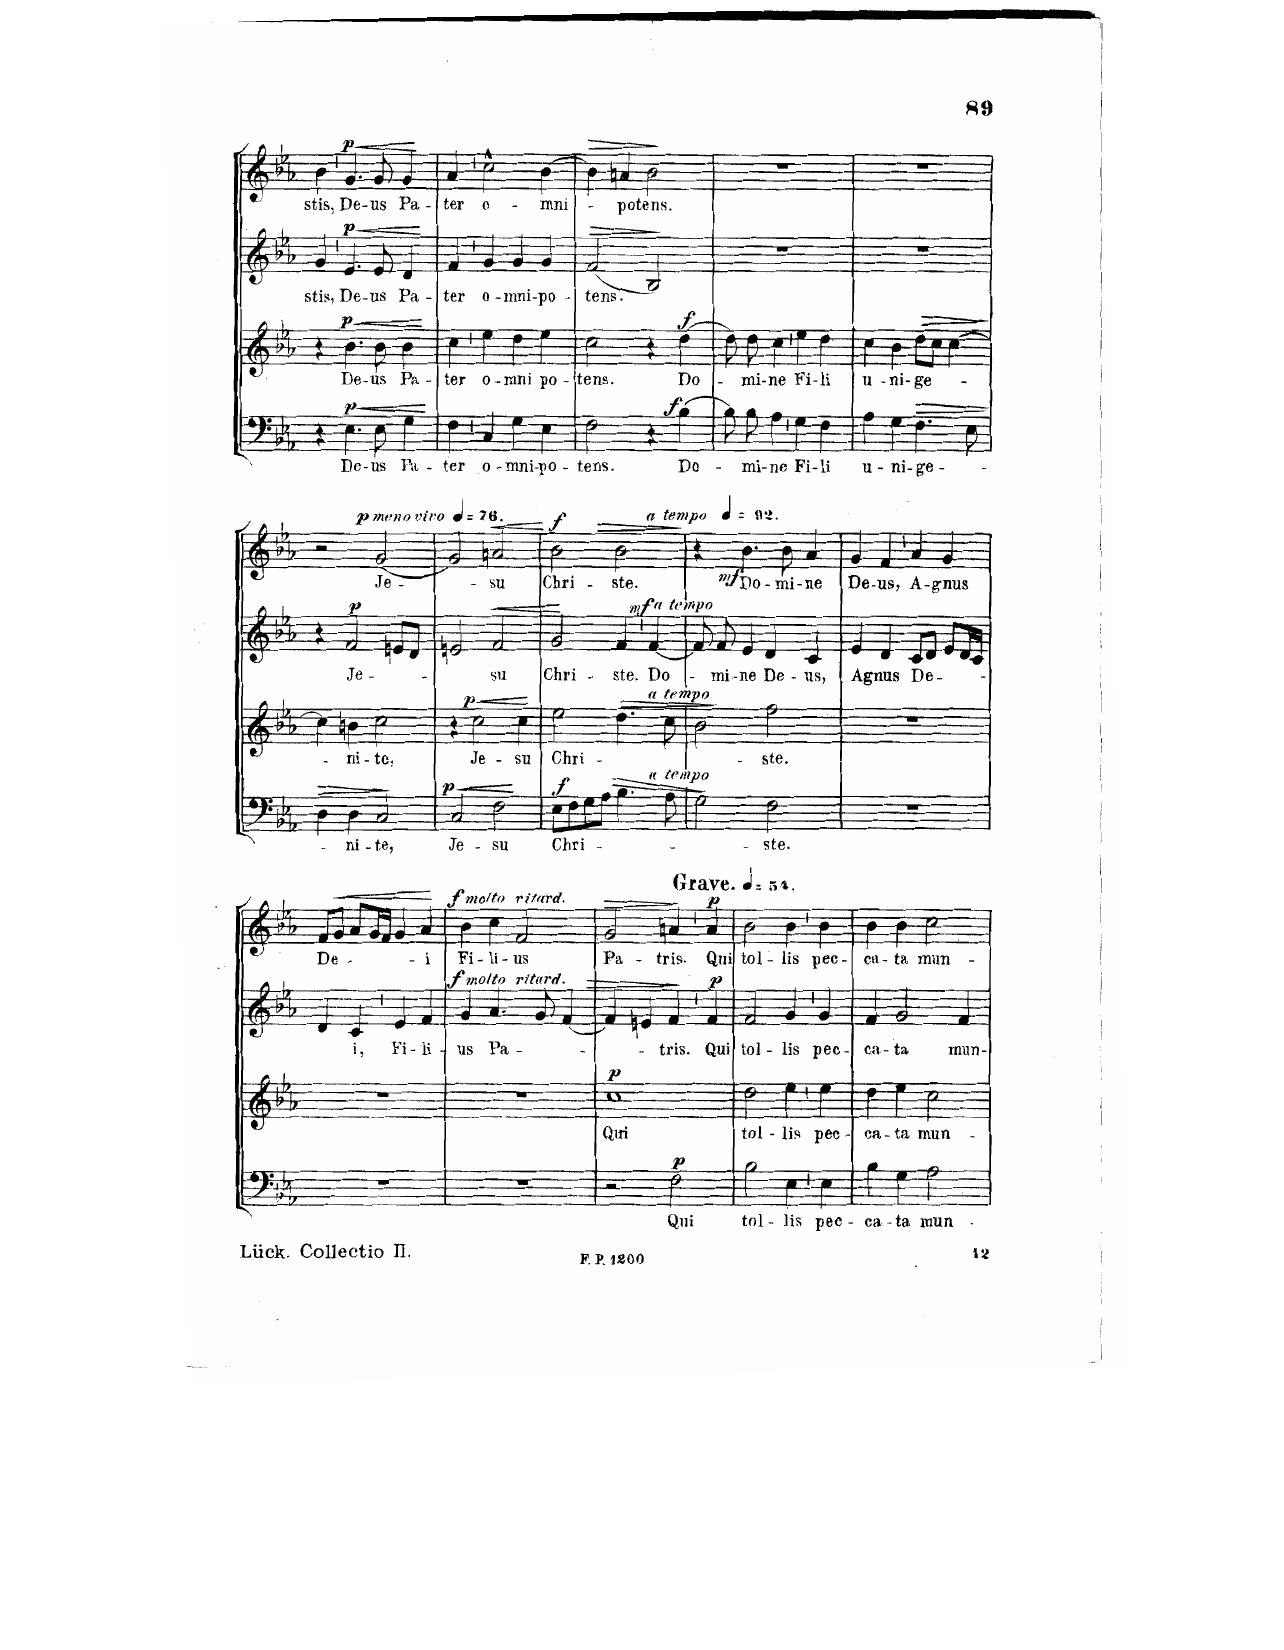 89
p
stis, De-us Pa-ter o-mni-potens.
p
stis, De-us Pa-ter o-mni-po-tens.
p f
De-us Pa-ter o-mni po-tens. Do-mi-ne Fi-li u-ni-ge-
p f
De-us Pa-ter o-mni-po-tens. Do-mi-ne Fi-li u-ni-ge-
p meno vivo ♩= 76. f a tempo ♩= 92.
Je-su Chri-ste. mf Do-mi-ne De-us, A-gnus
p mf a tempo
Je-su Chri-ste. Do-mi-ne De-us, Agnus De-
p a tempo
-ni-te, Je-su Chri-ste.
p f a tempo
-ni-te, Je-su Chri-ste.
Grave. ♩= 54.
f molto ritard. p
De-i Fi-li-us Pa-tris. Qui tol-lis pec-ca-ta mun-
f molto ritard. p
i, Fi-li-us Pa-tris. Qui tol-lis pec-ca-ta mun-
p
Qui tol-lis pec-ca-ta mun-
p
Qui tol-lis pec-ca-ta mun-
Lück. Collectio II. F. P. 1200 12